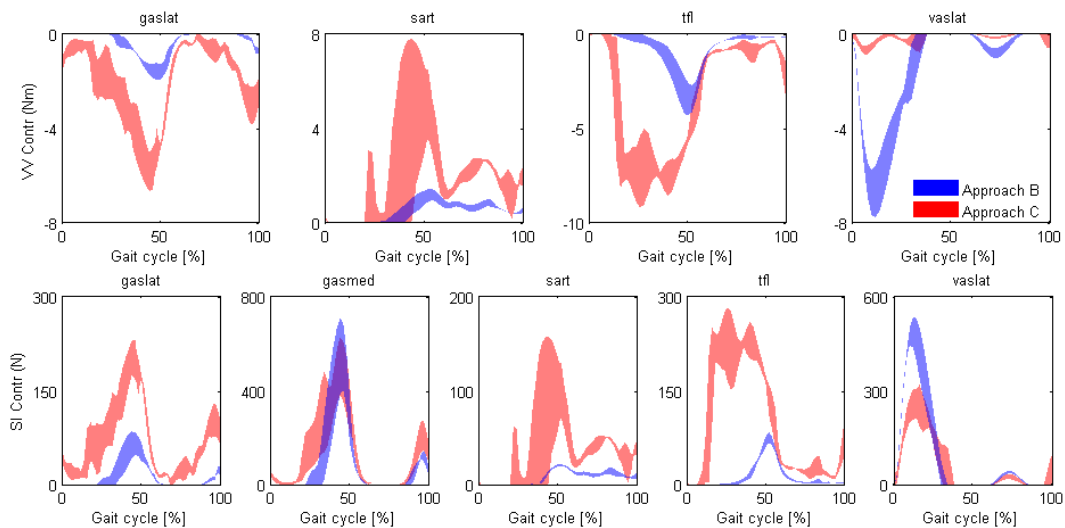 gaslat sart tfl vaslat
VV Contr (Nm)
0 -4 -8
8 4 0
0 -5 -10
0 -4 -8
Approach B
Approach C
0 50 100 0 50 100 0 50 100 0 50 100
Gait cycle [%] Gait cycle [%] Gait cycle [%] Gait cycle [%]
gaslat gasmed sart tfl vaslat
SI Contr (N)
300 150 0
800 400 0
200 100 0
300 150 0
600 300 0
0 50 100 0 50 100 0 50 100 0 50 100 0 50 100
Gait cycle [%] Gait cycle [%] Gait cycle [%] Gait cycle [%] Gait cycle [%]